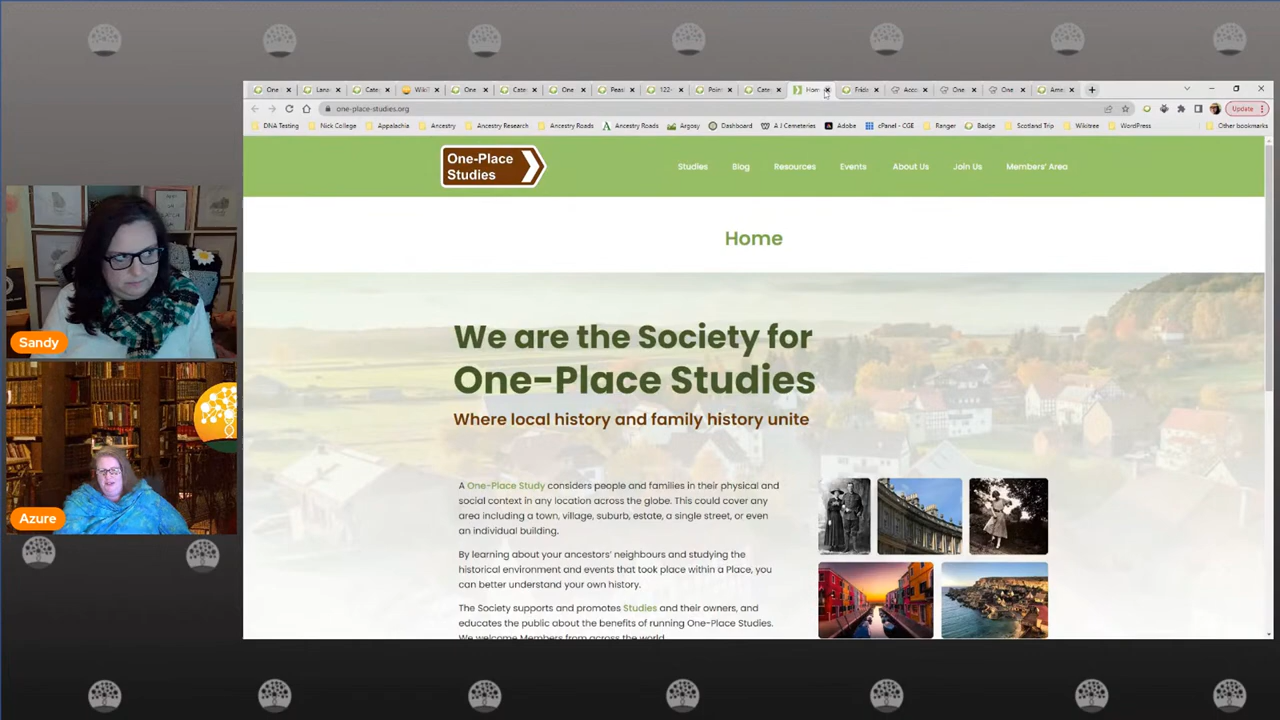 one-place-studies.org
Update
DNA Testing
Nick College
Appalachia
Ancestry
Ancestry Research
Ancestry Roads
Ancestry Roads
Argosy
Dashboard
A J Cemeteries
Adobe
cPanel - CGE
Ranger
Badge
Scotland Trip
Wikitree
WordPress
Other bookmarks
One-Place
Studies
Studies
Blog
Resources
Events
About Us
Join Us
Members' Area
Home
We are the Society for
One-Place Studies
Where local history and family history unite
A One-Place Study considers people and families in their physical and
social context in any location across the globe. This could cover any
area including a town, village, suburb, estate, a single street, or even
an individual building.
By learning about your ancestors' neighbours and studying the
historical environment and events that took place within a Place, you
can better understand your own history.
The Society supports and promotes Studies and their owners, and
educates the public about the benefits of running One-Place Studies.
We welcome Members from across the world.
Sandy
Azure